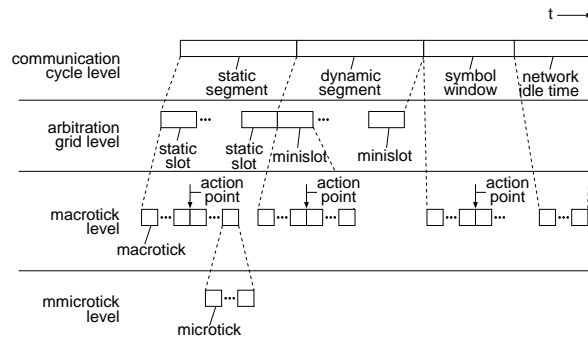 t
communication
cycle level
static
segment
dynamic
segment
symbol
window
network
idle time
arbitration
grid level
static
slot
static
slot
minislot
minislot
macrotick
level
action
point
action
point
action
point
macrotick
mmicrotick
level
microtick